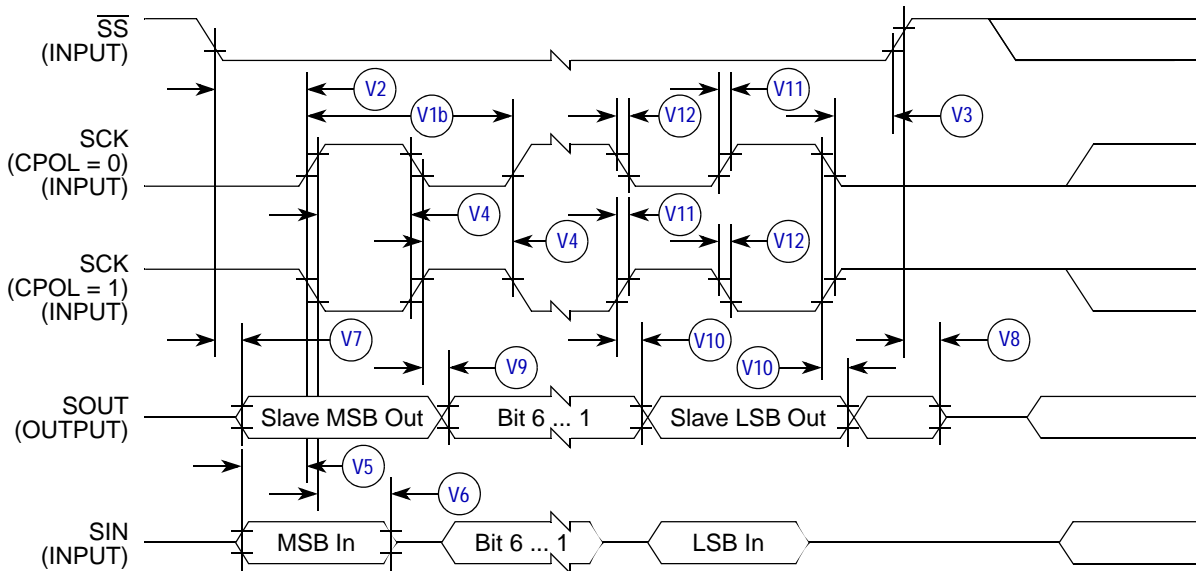 SS
(INPUT)
V2
V11
V1b
V12
V3
SCK
(CPOL = 0)
(INPUT)
V4
V11
V4
V12
SCK
(CPOL = 1)
(INPUT)
V7
V10
V8
V9
V10
SOUT
(OUTPUT)
Slave MSB Out
Bit 6 ... 1
Slave LSB Out
V5
V6
SIN
(INPUT)
MSB In
Bit 6 ... 1
LSB In